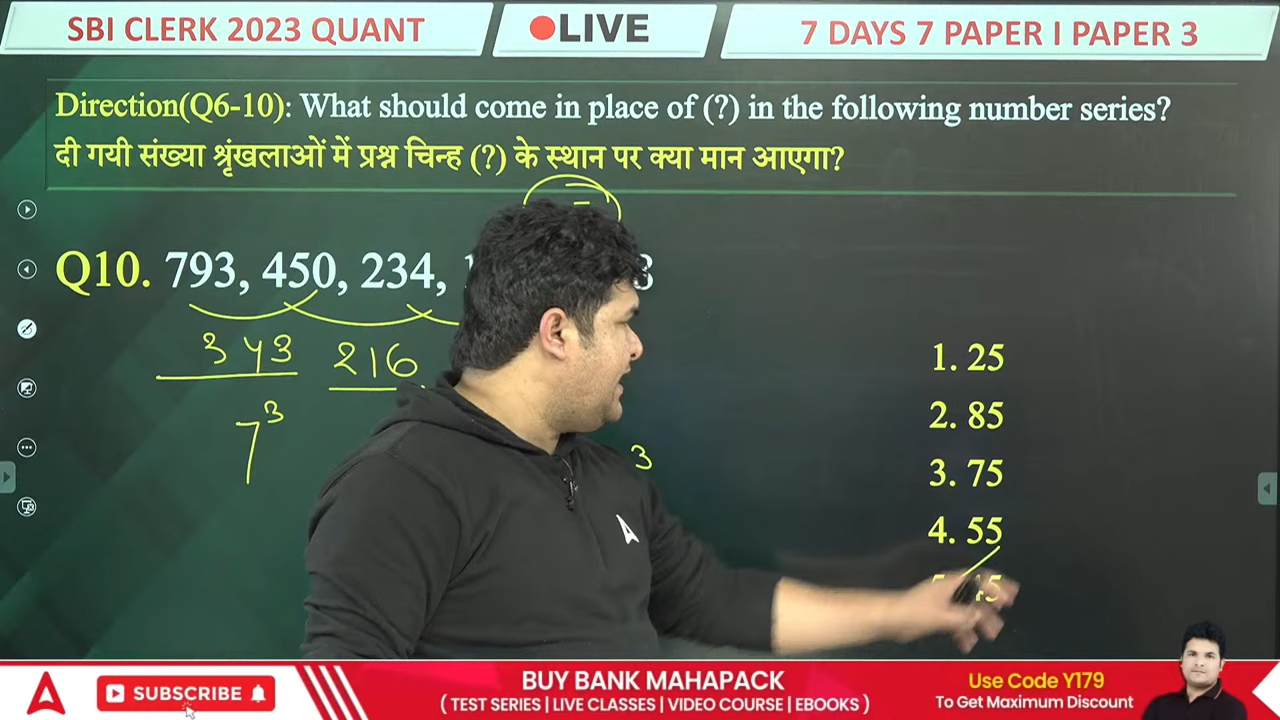 SBI CLERK 2023 QUANT
LIVE
7 DAYS 7 PAPER I PAPER 3
Direction(Q6-10): What should come in place of (?) in the following number series?
दी गयी संख्या श्रृंखलाओं में प्रश्न चिन्ह (?) के स्थान पर क्या मान आएगा?
Q10. 793, 450, 234,
343 216
7³
3
1. 25
2. 85
3. 75
4. 55
SUBSCRIBE
BUY BANK MAHAPACK
( TEST SERIES | LIVE CLASSES | VIDEO COURSE | EBOOKS )
Use Code Y179
To Get Maximum Discount